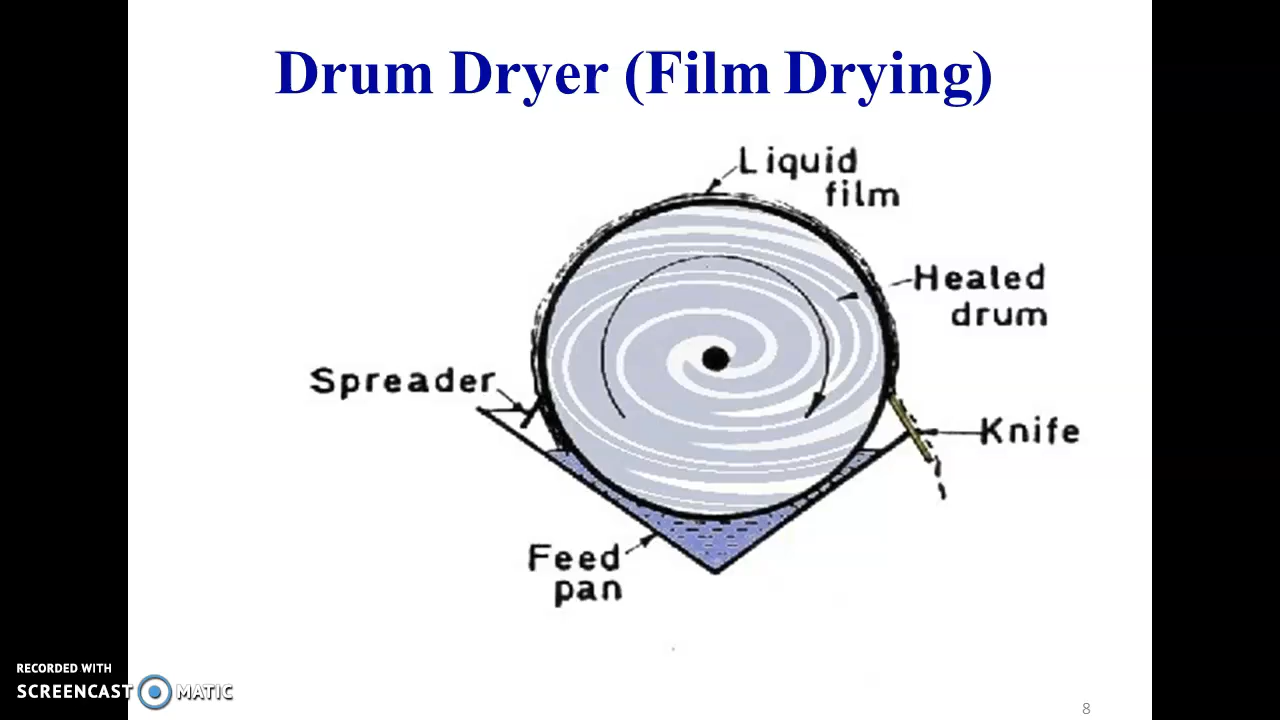 Drum Dryer (Film Drying)
Liquid
film
Healed
drum
Spreader
Knife
Feed
pan
RECORDED WITH
SCREENCAST MATIC
8